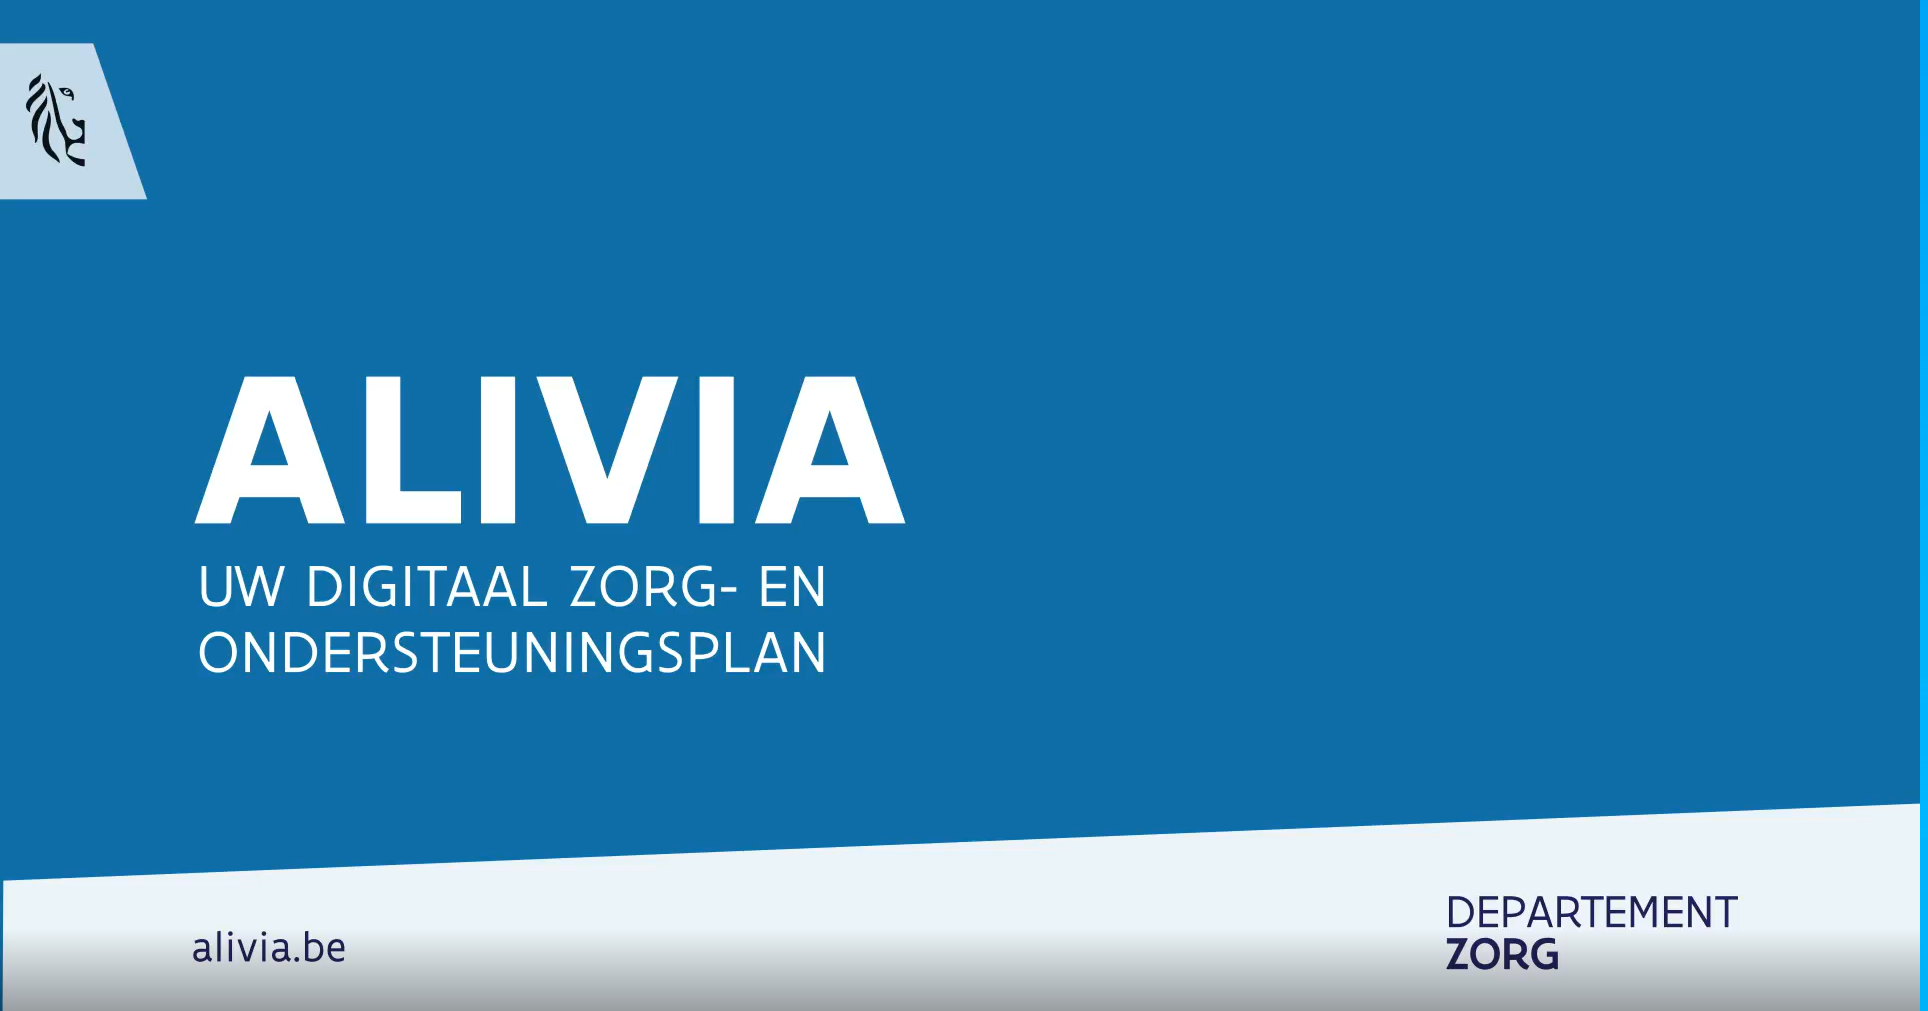 ALIVIA
UW DIGITAAL ZORG- EN
ONDERSTEUNINGSPLAN
alivia.be
DEPARTEMENT
ZORG